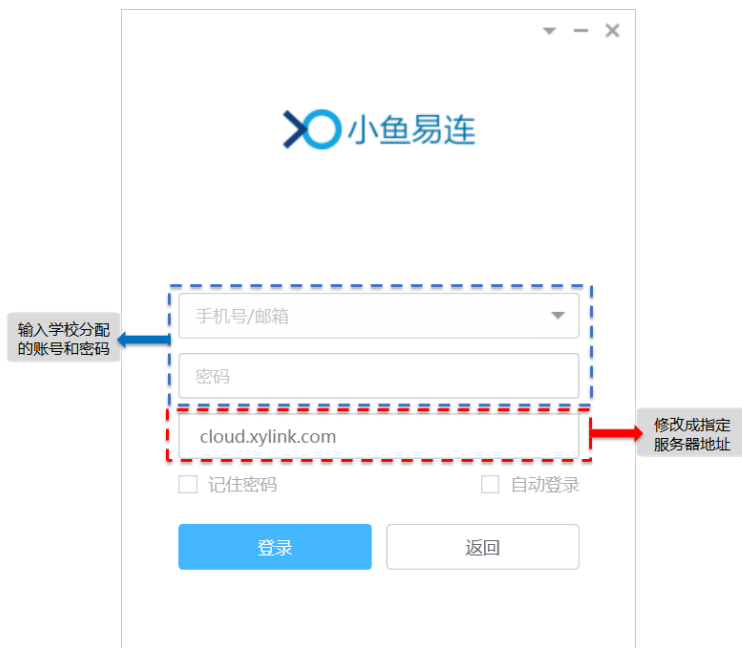 小鱼易连
手机号/邮箱
输入学校分配
的账号和密码
密码
cloud.xylink.com
修改成指定
服务器地址
记住密码
自动登录
登录
返回